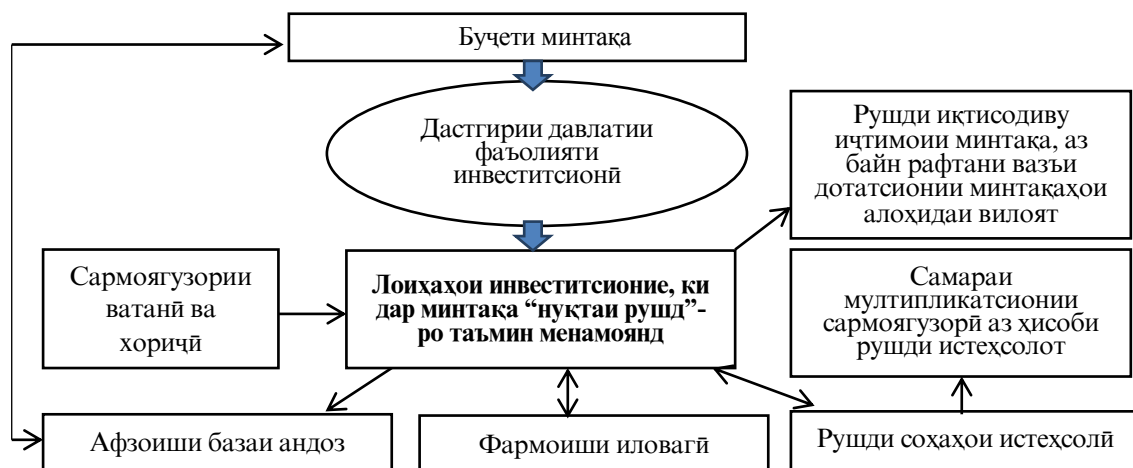 Буҷети минтақа
Дастгирии давлатии
фаъолияти
инвеститсионӣ
Рушди иқтисодиву
иҷтимоии минтақа, аз
байн рафтани вазъи
дотатсионии минтақаҳои
алоҳидаи вилоят
Сармоягузории
ватанӣ ва
хориҷӣ
Лоиҳаҳои инвеститсионие, ки
дар минтақа “нуқтаи рушд”-
ро таъмин менамоянд
Самараи
мултипликатсионии
сармоягузорӣ аз ҳисоби
рушди истеҳсолот
Афзоиши базаи андоз
Фармоиши иловагӣ
Рушди соҳаҳои истеҳсолӣ